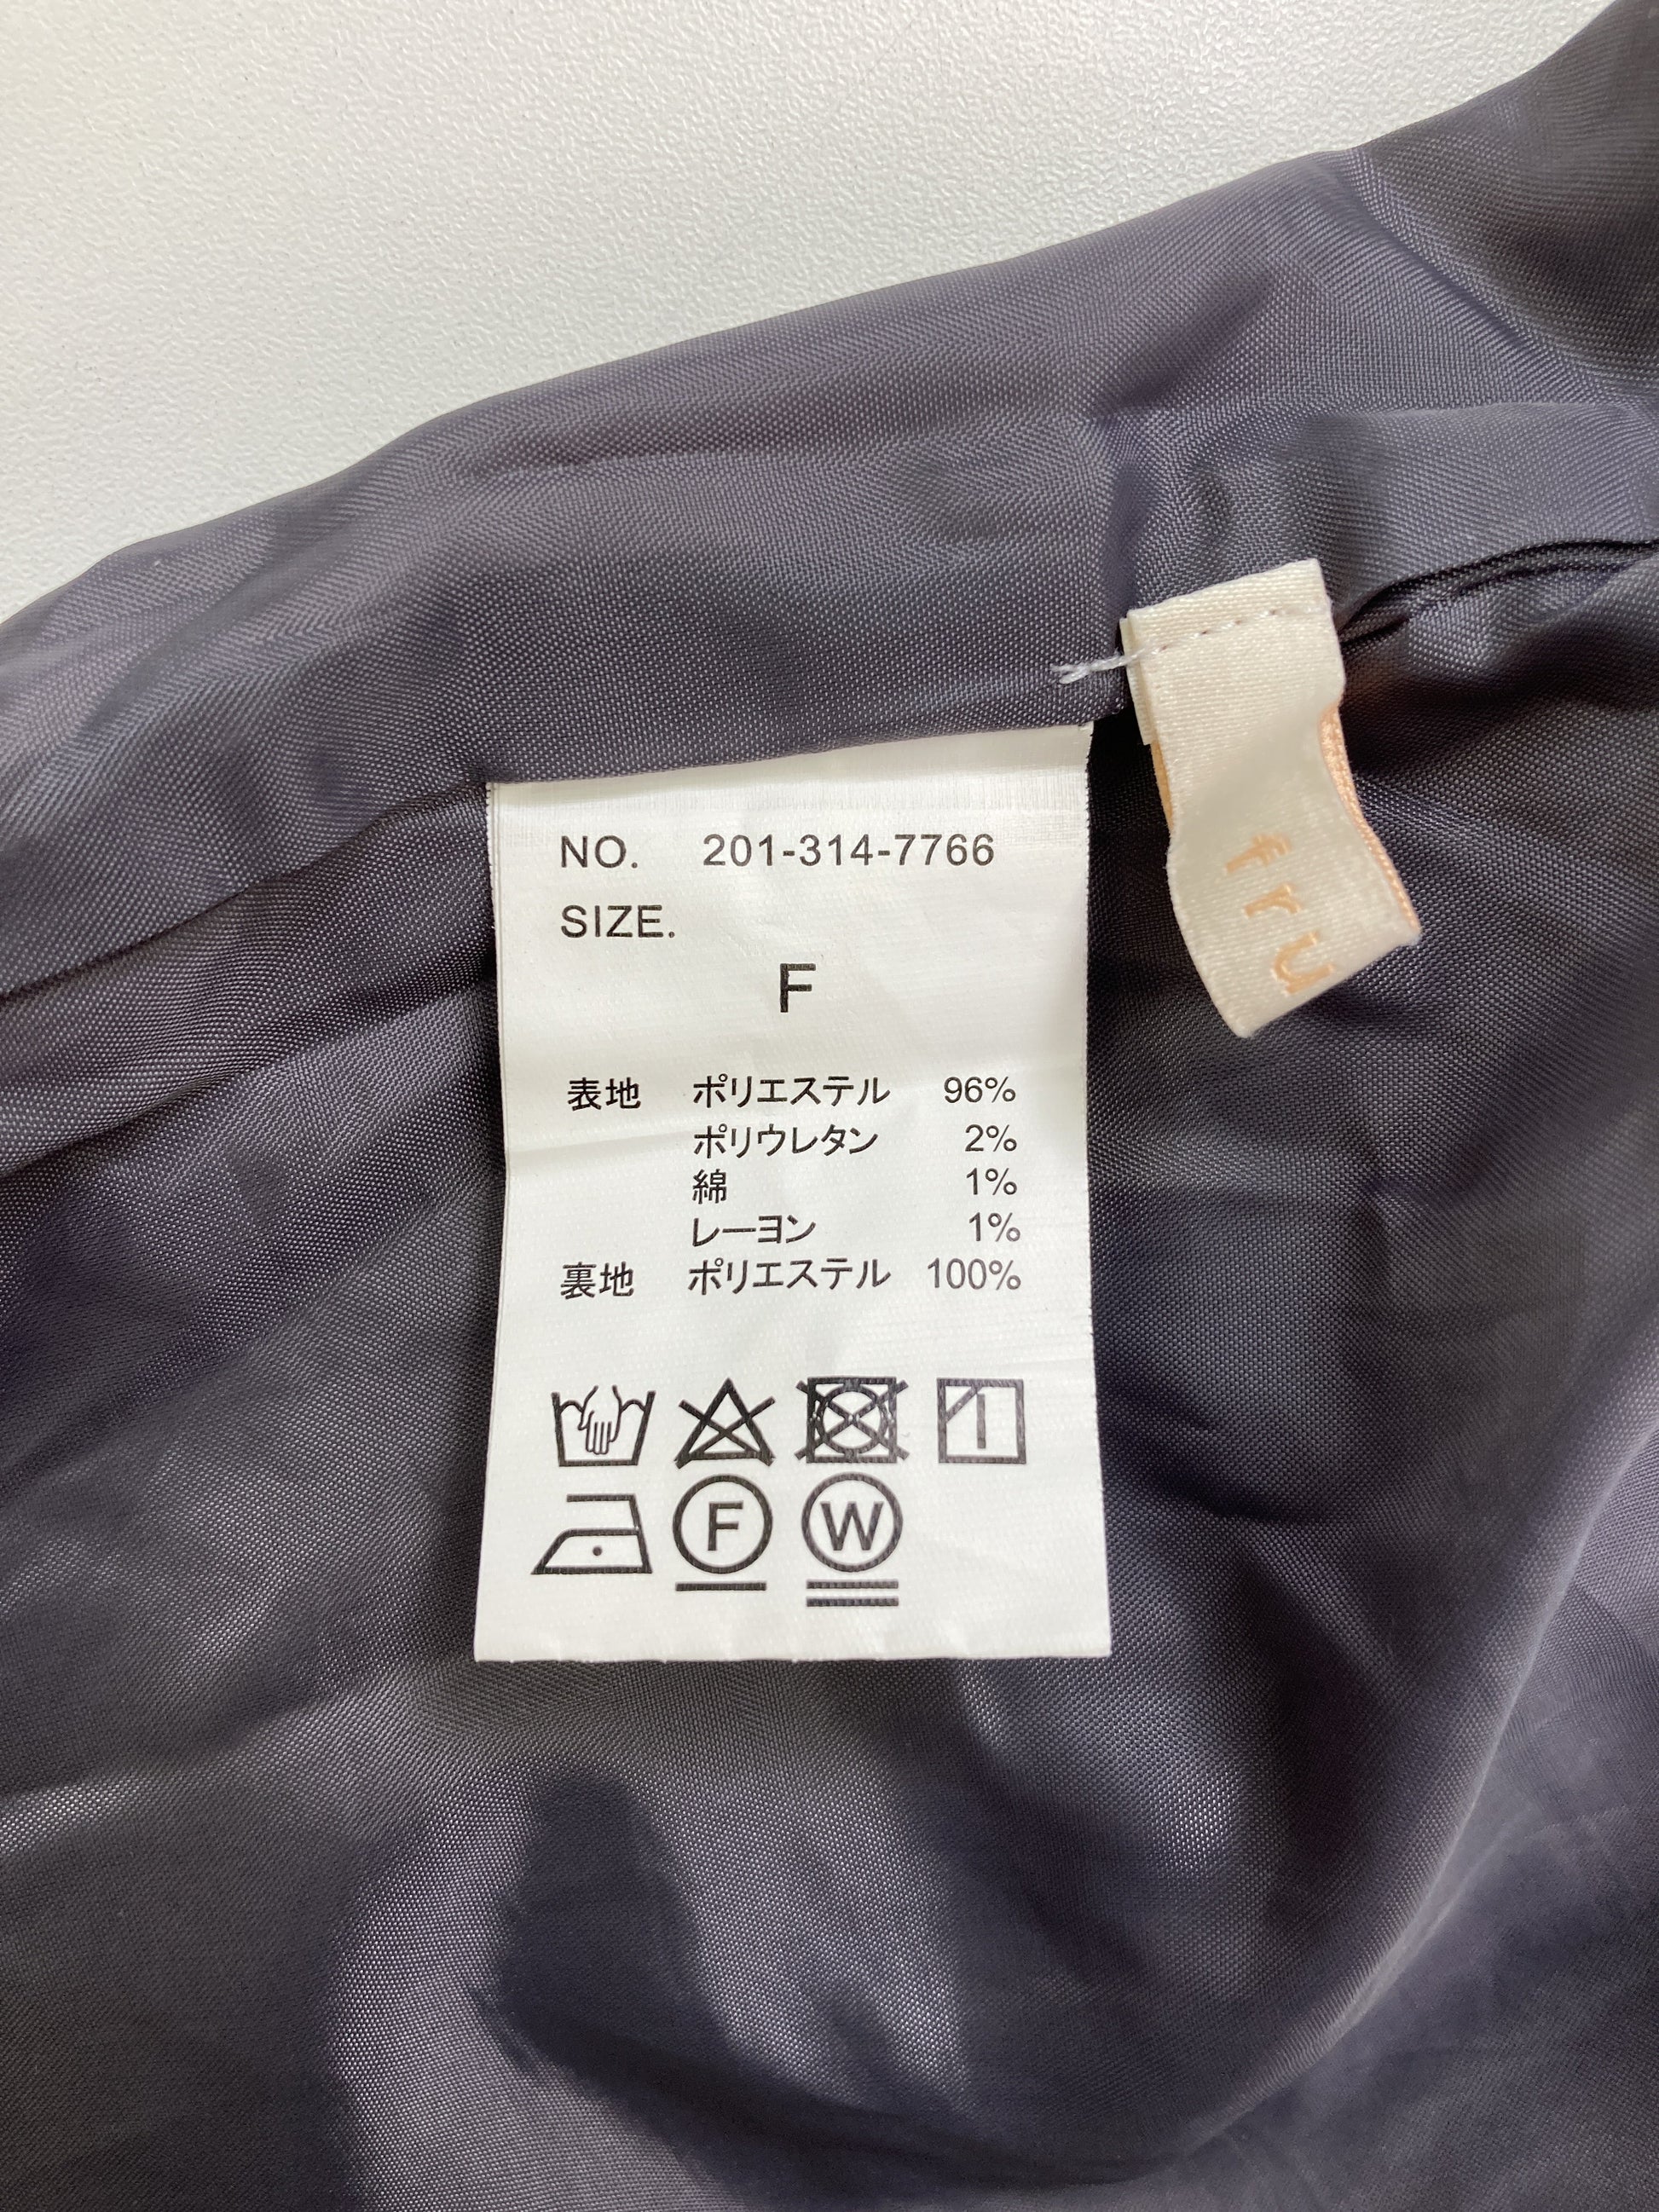 NO. 201-314-7766
SIZE.
F
表地 ポリエステル 96%
ポリウレタン 2%
綿 1%
レーヨン 1%
裏地 ポリエステル 100%
F W
fru